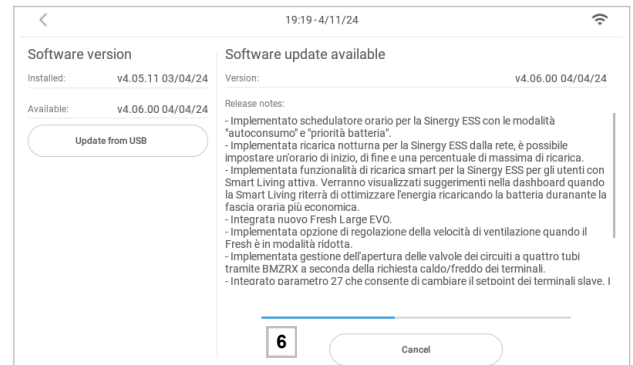 19:19-4/11/24
Software version
Installed: v4.05.11 03/04/24
Available: v4.06.00 04/04/24
Update from USB
Software update available
Version: v4.06.00 04/04/24
Release notes:
- Implementato schedulatore orario per la Sinergy ESS con le modalità
"autoconsumo" e "priorità batteria".
- Implementata ricarica notturna per la Sinergy ESS dalla rete, è possibile
impostare un'orario di inizio, di fine e una percentuale di massima di ricarica.
- Implementata funzionalità di ricarica smart per la Sinergy ESS per gli utenti con
Smart Living attiva. Verranno visualizzati suggerimenti nella dashboard quando
la Smart Living riterrà di ottimizzare l'energia ricaricando la batteria duranante la
fascia oraria più economica.
- Integrata nuovo Fresh Large EVO.
- Implementata opzione di regolazione della velocità di ventilazione quando il
Fresh è in modalità ridotta.
- Implementata gestione dell'apertura delle valvole dei circuiti a quattro tubi
tramite BMZRX a seconda della richiesta caldo/freddo dei terminali.
- Integrato parametro 27 che consente di cambiare il setpoint dei terminali slave. I
6
Cancel